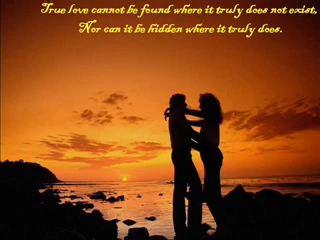 True love cannot be found where it truly does not exist,
Nor can it be hidden where it truly does.